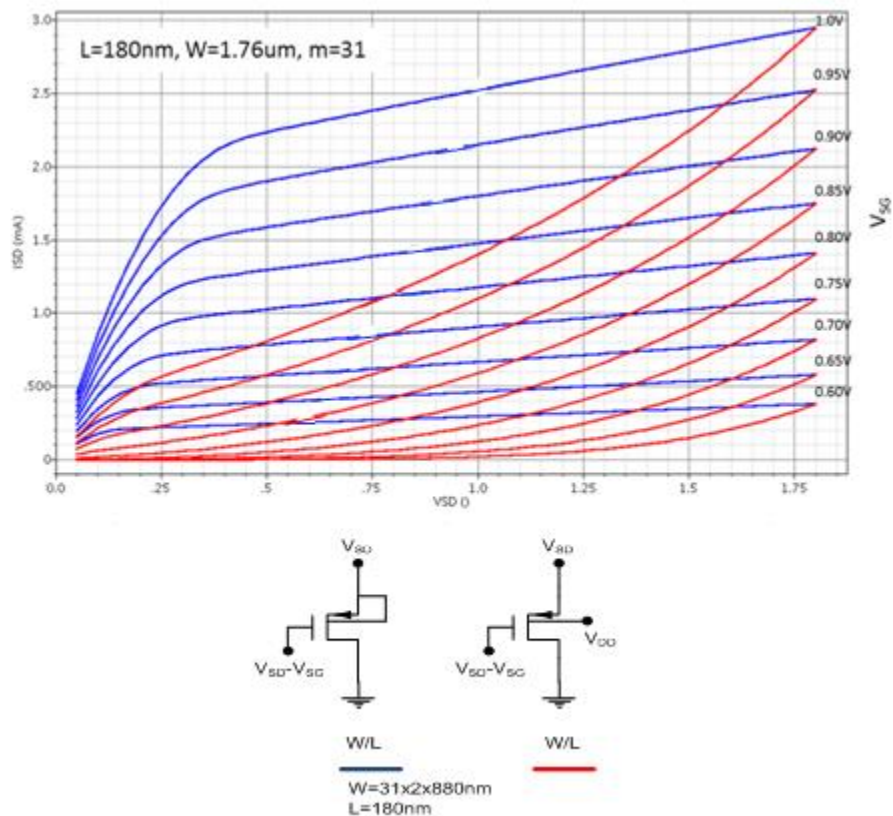 3.0
L=180nm, W=1.76um, m=31
1.0V
0.95V
2.5
0.90V
2.0
0.85V
VSG
ISD (mA)
1.5
0.80V
0.75V
1.0
0.70V
0.65V
.500
0.60V
0
0.0 .25 .5 .75 1.0 1.25 1.5 1.75
VSD ()
VSD VSD
VDD
VSD-VSG VSD-VSG
W/L W/L
W=31x2x880nm
L=180nm